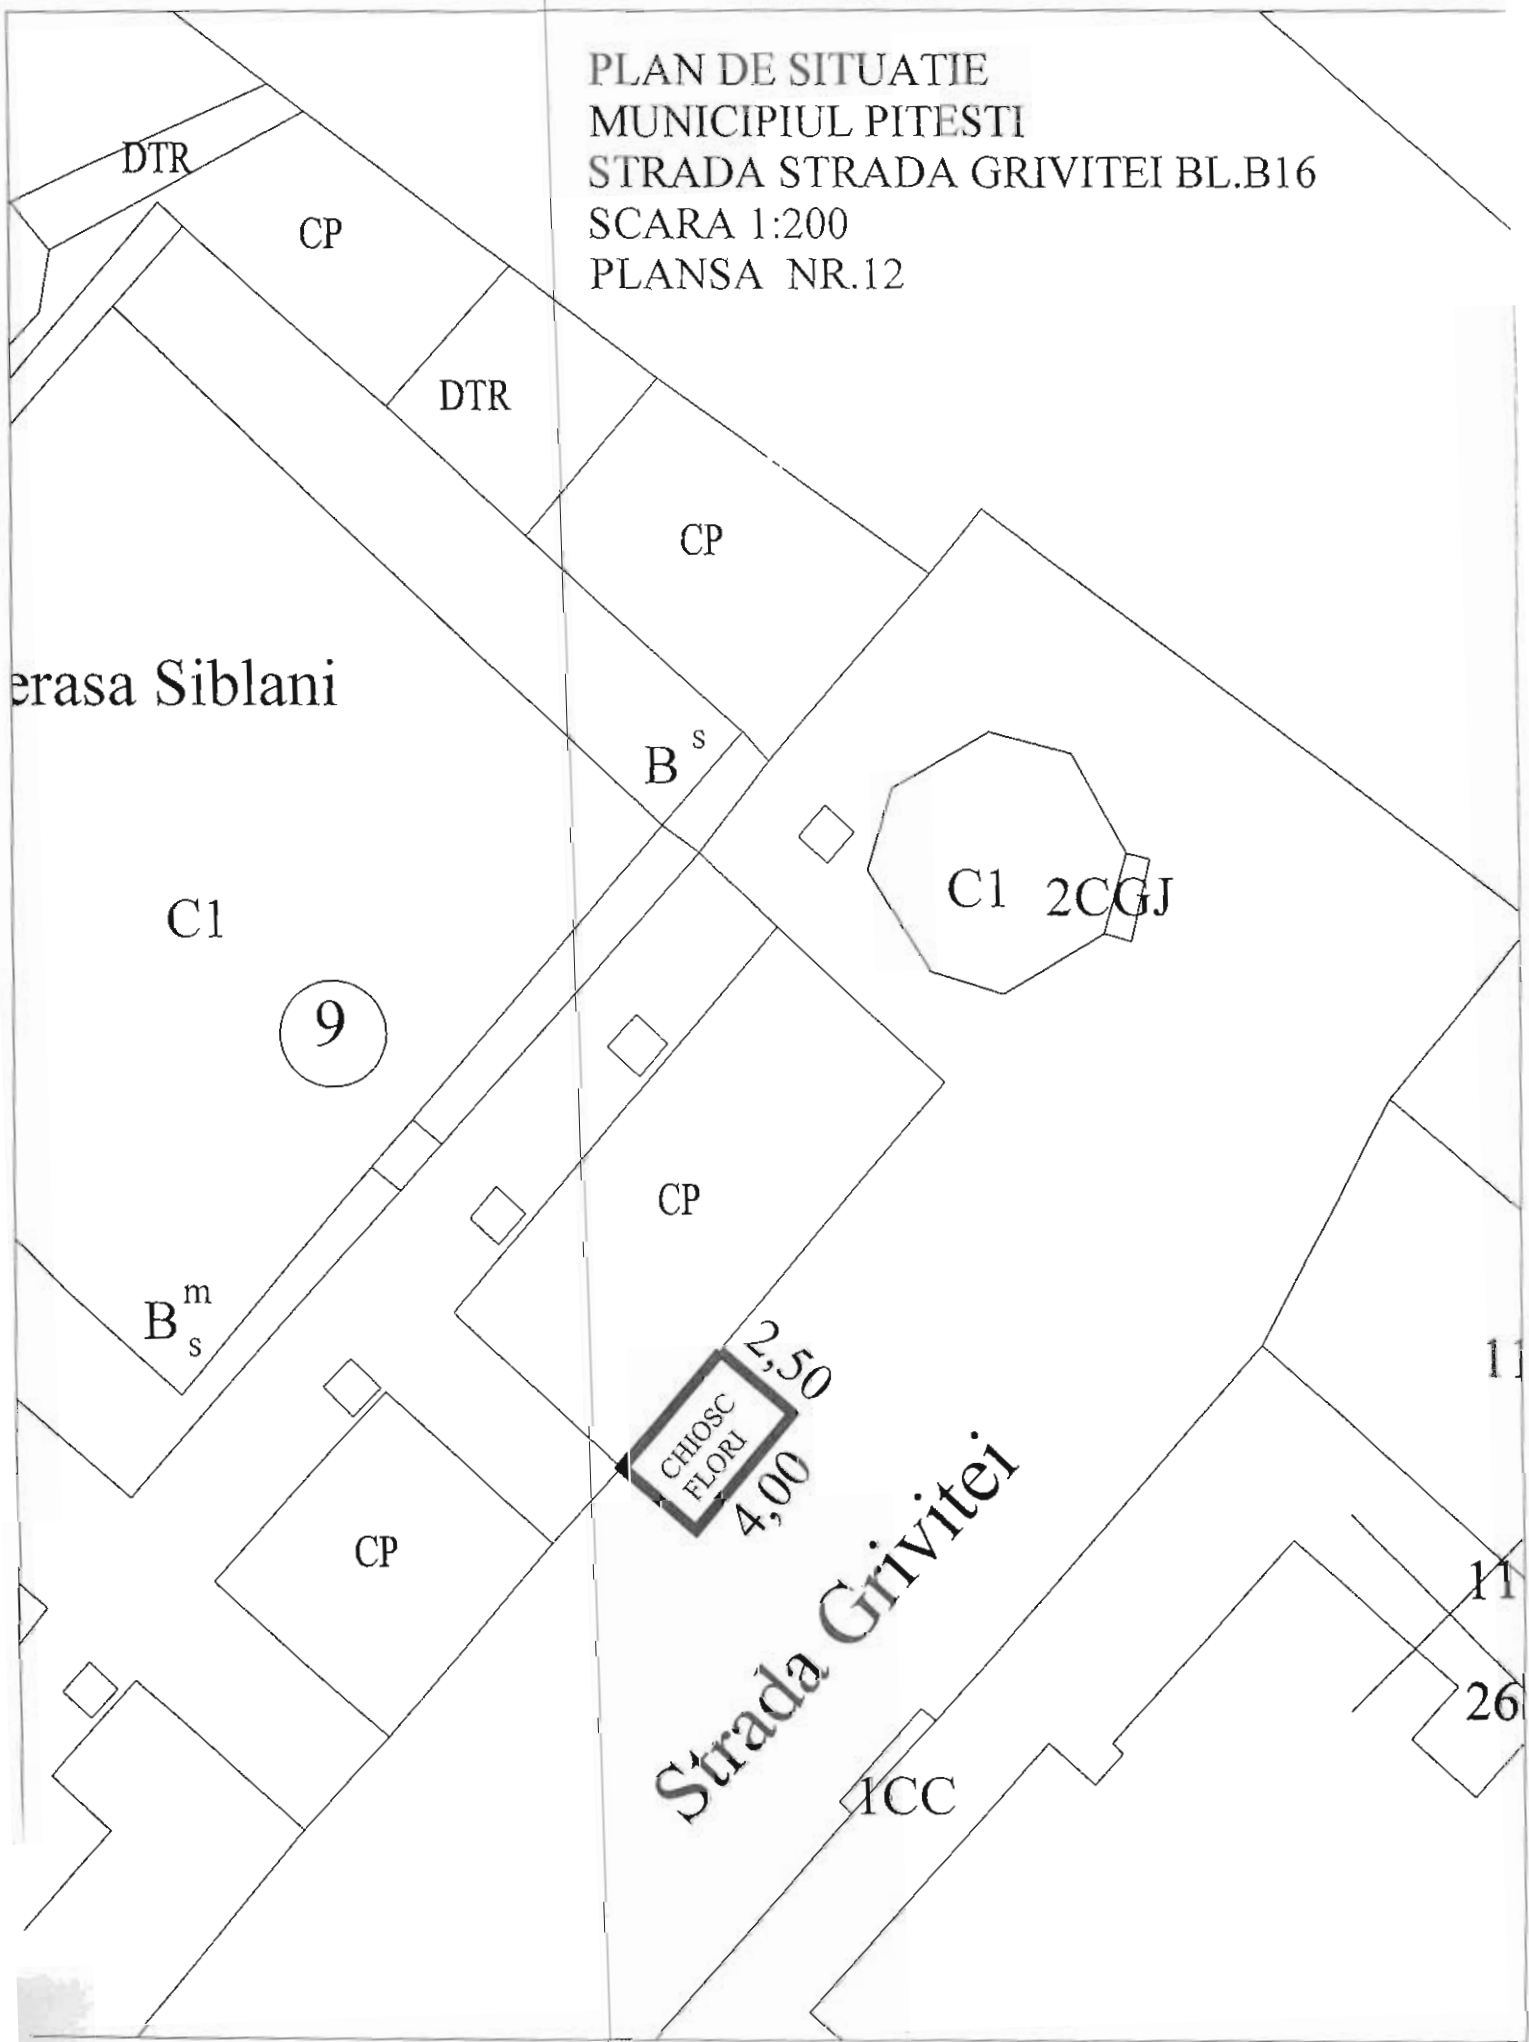 PLAN DE SITUATIE
MUNICIPIUL PITESTI
STRADA STRADA GRIVITEI BL.B16
SCARA 1:200
PLANSA NR.12
DTR
CP
DTR
CP
erasa Siblani
B s
C1
C1 2CGJ
9
CP
B m s
2,50
CHIOSC
FLORI
4,00
11
CP
Strada Grivitei
11
26
1CC